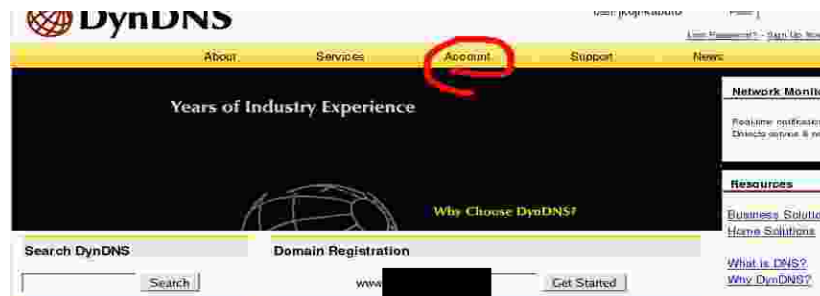 DynDNS
Lost Password? - Sign Up Now
About Services Account Support News
Years of Industry Experience
Network Monit
Why Choose DynDNS?
Resources
Business Solutio
Home Solutions
What is DNS?
Why DynDNS?
Search DynDNS
Domain Registration
Search
www
Get Started